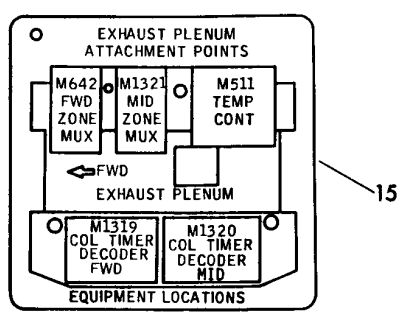 EXHAUST PLENUM
ATTACHMENT POINTS
M642
FWD
ZONE
MUX
M1321
MID
ZONE
MUX
M511
TEMP
CONT
FWD
EXHAUST PLENUM
15
M1319
COL TIMER
DECODER
FWD
M1320
COL TIMER
DECODER
MID
EQUIPMENT LOCATIONS